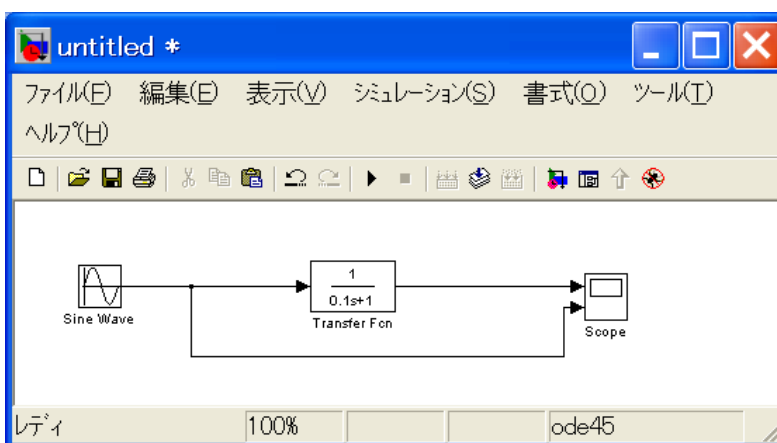 untitled *
ファイル(F) 編集(E) 表示(V) シミュレーション(S) 書式(O) ツール(T)
ヘルプ(H)
1
0.1s+1
Sine Wave
Transfer Fcn
Scope
レディ 100% ode45